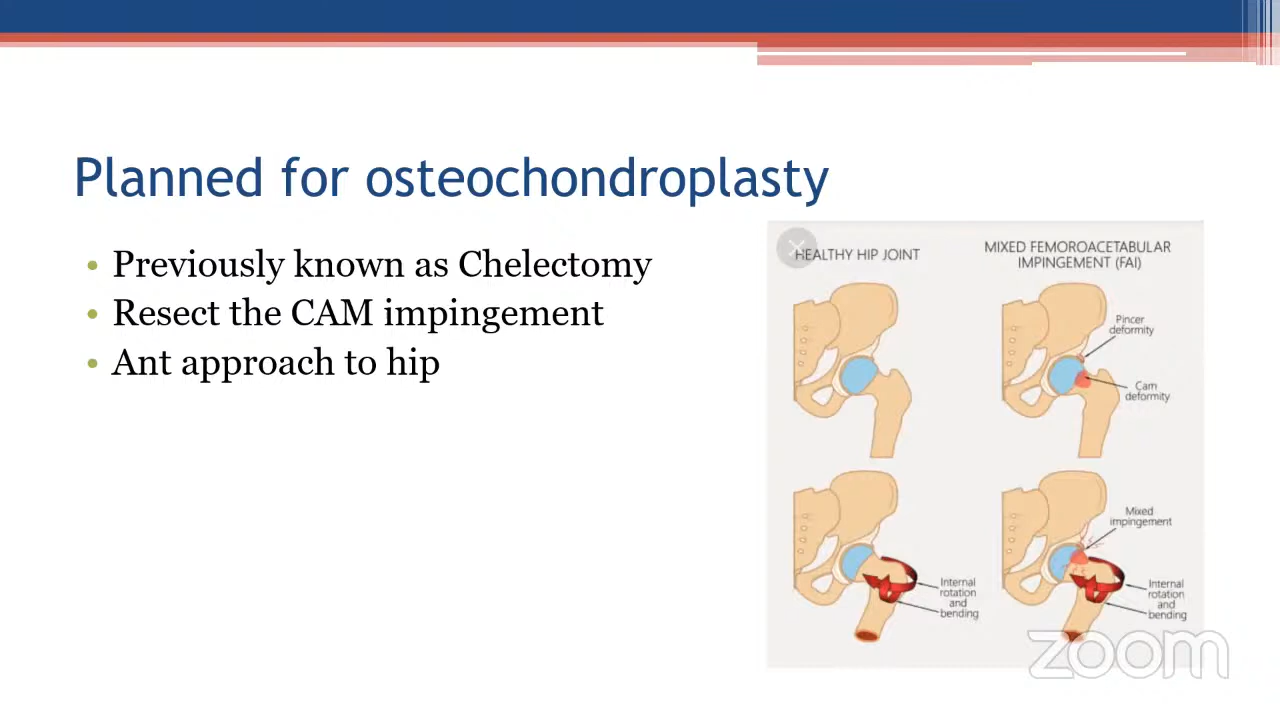 Planned for osteochondroplasty
• Previously known as Chelectomy
• Resect the CAM impingement
• Ant approach to hip
HEALTHY HIP JOINT
MIXED FEMOROACETABULAR
IMPINGEMENT (FAI)
Pincer
deformity
Cam
deformity
Mixed
impingement
Internal
rotation
and
bending
Internal
rotation
and
bending
zoom